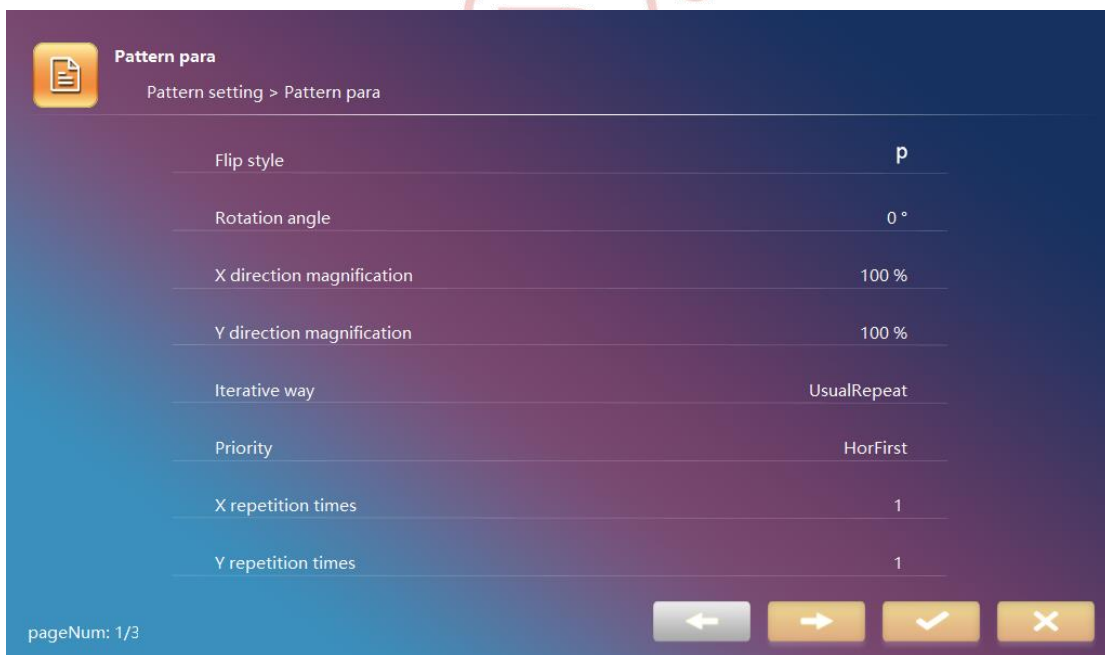 Pattern para
Pattern setting > Pattern para
Flip style p
Rotation angle 0 °
X direction magnification 100 %
Y direction magnification 100 %
Iterative way UsualRepeat
Priority HorFirst
X repetition times 1
Y repetition times 1
pageNum: 1/3